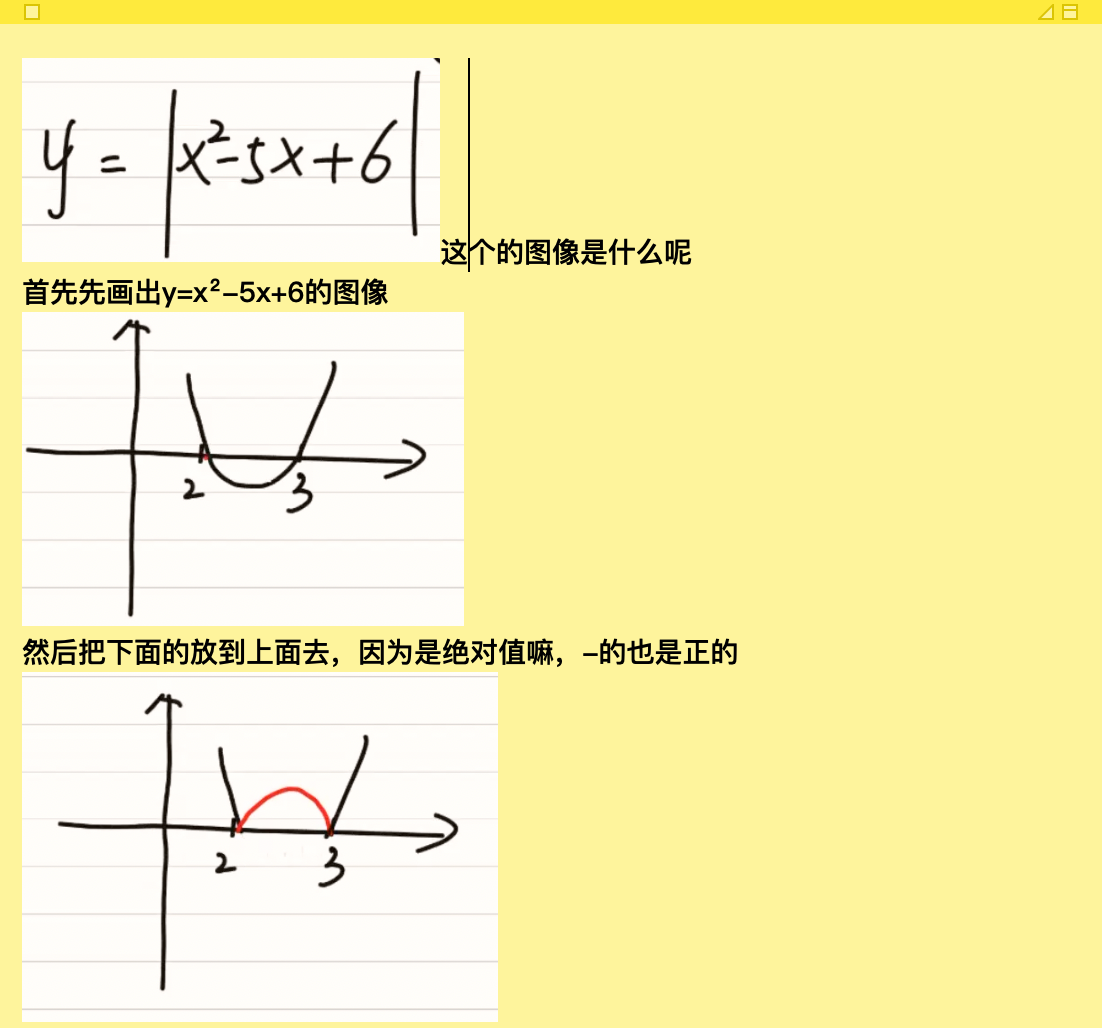 y = |x²-5x+6|
这个的图像是什么呢
首先先画出y=x²-5x+6的图像
2 3
然后把下面的放到上面去，因为是绝对值嘛，-的也是正的
2 3